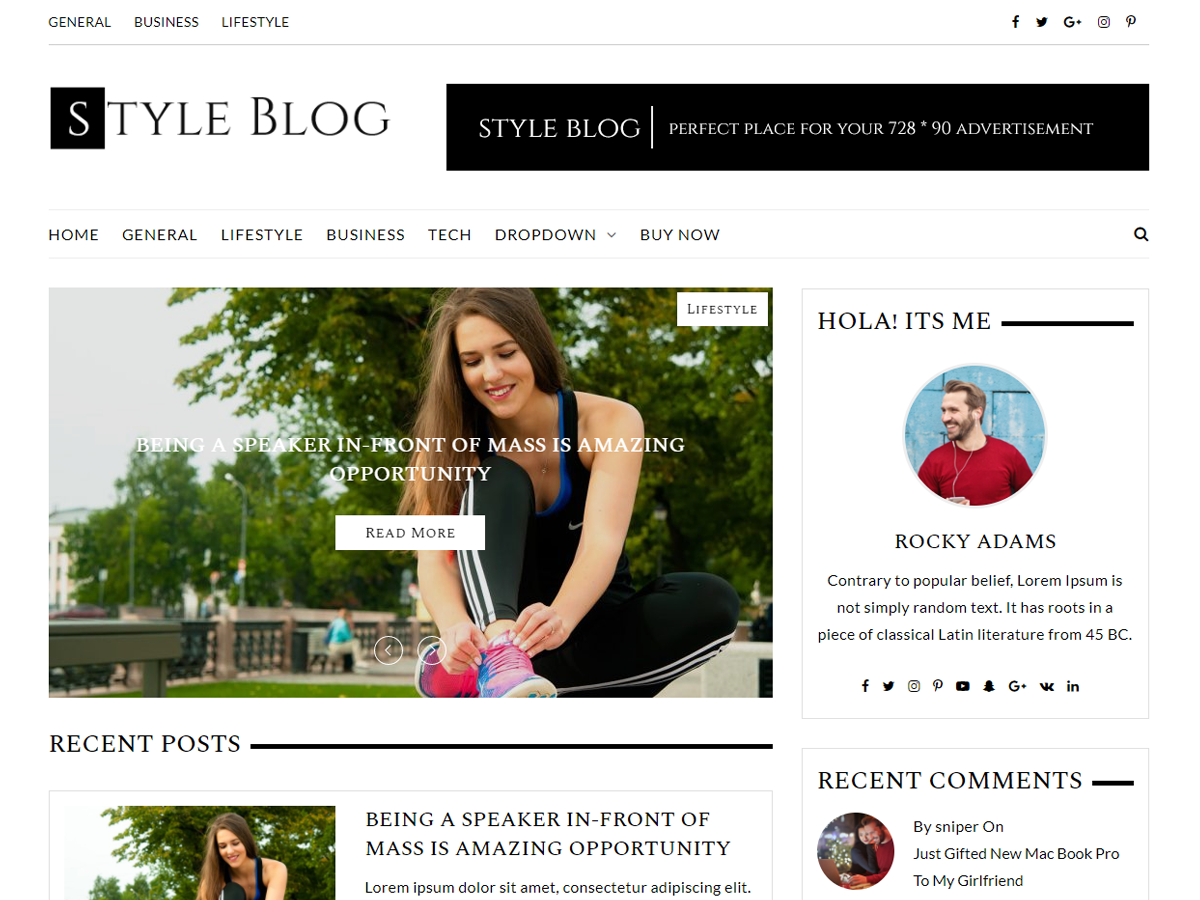 GENERAL BUSINESS LIFESTYLE
STYLE BLOG
STYLE BLOG PERFECT PLACE FOR YOUR 728 * 90 ADVERTISEMENT
HOME GENERAL LIFESTYLE BUSINESS TECH DROPDOWN BUY NOW
LIFESTYLE
BEING A SPEAKER IN-FRONT OF MASS IS AMAZING
OPPORTUNITY
READ MORE
HOLA! ITS ME
ROCKY ADAMS
Contrary to popular belief, Lorem Ipsum is
not simply random text. It has roots in a
piece of classical Latin literature from 45 BC.
RECENT POSTS
BEING A SPEAKER IN-FRONT OF
MASS IS AMAZING OPPORTUNITY
Lorem ipsum dolor sit amet, consectetur adipiscing elit.
RECENT COMMENTS
By sniper On
Just Gifted New Mac Book Pro
To My Girlfriend